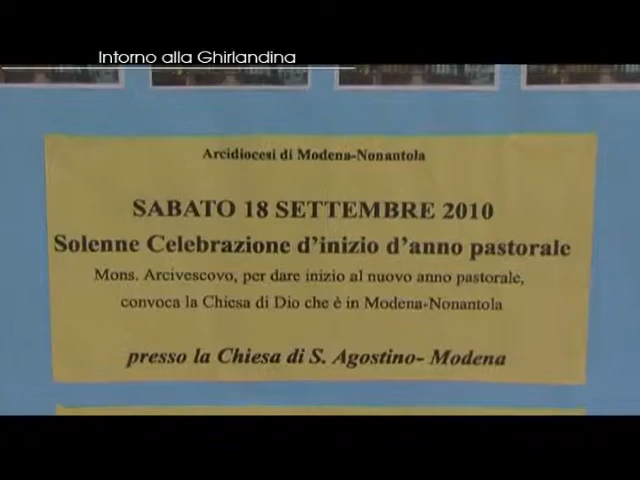 Intorno alla Ghirlandina
Arcidiocesi di Modena-Nonantola
SABATO 18 SETTEMBRE 2010
Solenne Celebrazione d'inizio d'anno pastorale
Mons. Arcivescovo, per dare inizio al nuovo anno pastorale,
convoca la Chiesa di Dio che è in Modena-Nonantola
presso la Chiesa di S. Agostino- Modena